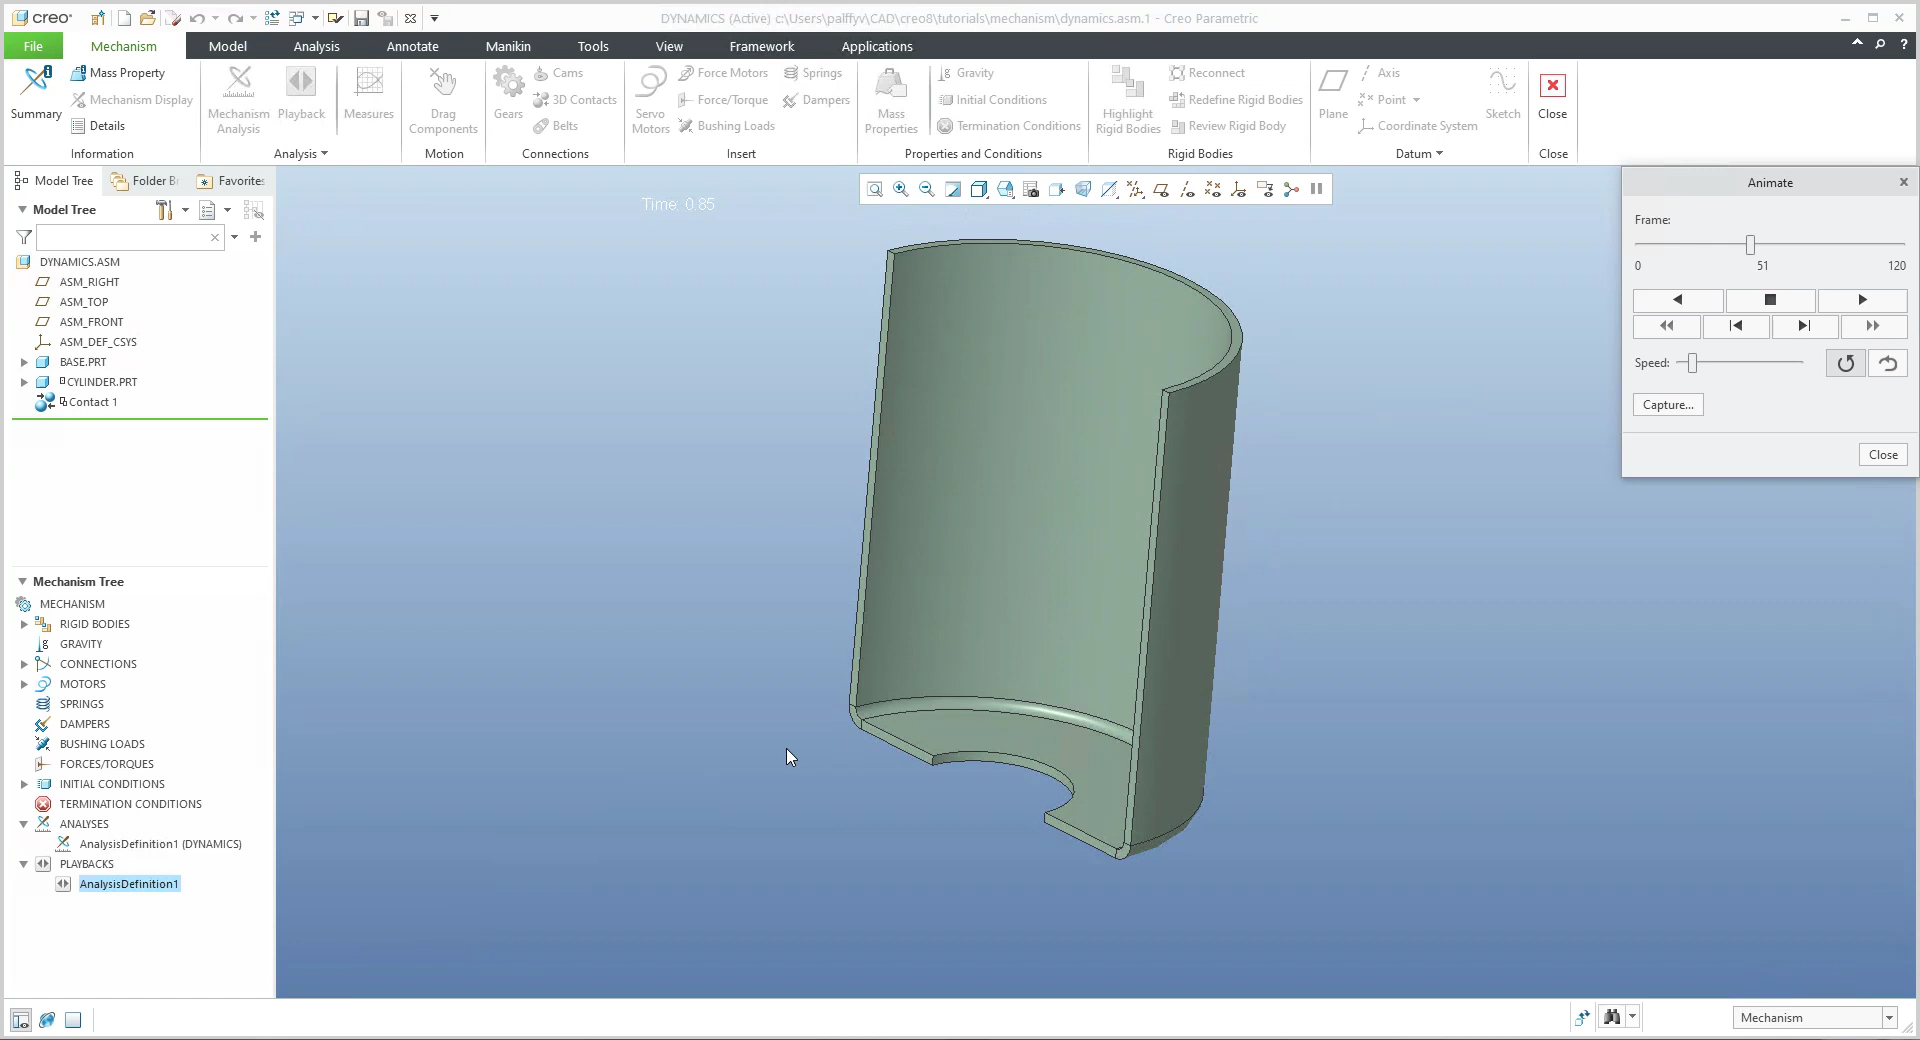 creo°
DYNAMICS (Active) c:\Users\palffyv\CAD\creo8\tutorials\mechanism\dynamics.asm.1 - Creo Parametric
File Mechanism Model Analysis Annotate Manikin Tools View Framework Applications
Summary
Mass Property
Mechanism Display
Details
Information
Mechanism Analysis
Playback
Measures
Analysis
Drag Components
Motion
Gears
Cams
3D Contacts
Belts
Connections
Servo Motors
Force Motors
Force/Torque
Bushing Loads
Springs
Dampers
Insert
Mass Properties
Gravity
Initial Conditions
Termination Conditions
Properties and Conditions
Highlight Rigid Bodies
Reconnect
Redefine Rigid Bodies
Review Rigid Body
Rigid Bodies
Plane
Axis
Point
Coordinate System
Sketch
Datum
Close
Close
Model Tree Folder Br Favorites
Model Tree
DYNAMICS.ASM
ASM_RIGHT
ASM_TOP
ASM_FRONT
ASM_DEF_CSYS
BASE.PRT
CYLINDER.PRT
Contact 1
Mechanism Tree
MECHANISM
RIGID BODIES
GRAVITY
CONNECTIONS
MOTORS
SPRINGS
DAMPERS
BUSHING LOADS
FORCES/TORQUES
INITIAL CONDITIONS
TERMINATION CONDITIONS
ANALYSES
AnalysisDefinition1 (DYNAMICS)
PLAYBACKS
AnalysisDefinition1
Time: 0.85
Animate
Frame:
0 51 120
Speed:
Capture...
Close
Mechanism